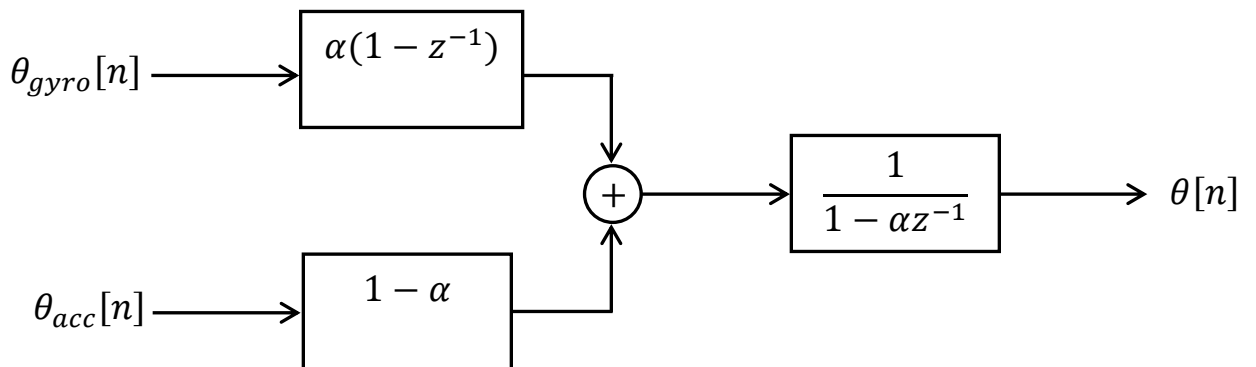 θ_gyro[n]
α(1 − z⁻¹)
+
1
1 − αz⁻¹
θ[n]
θ_acc[n]
1 − α